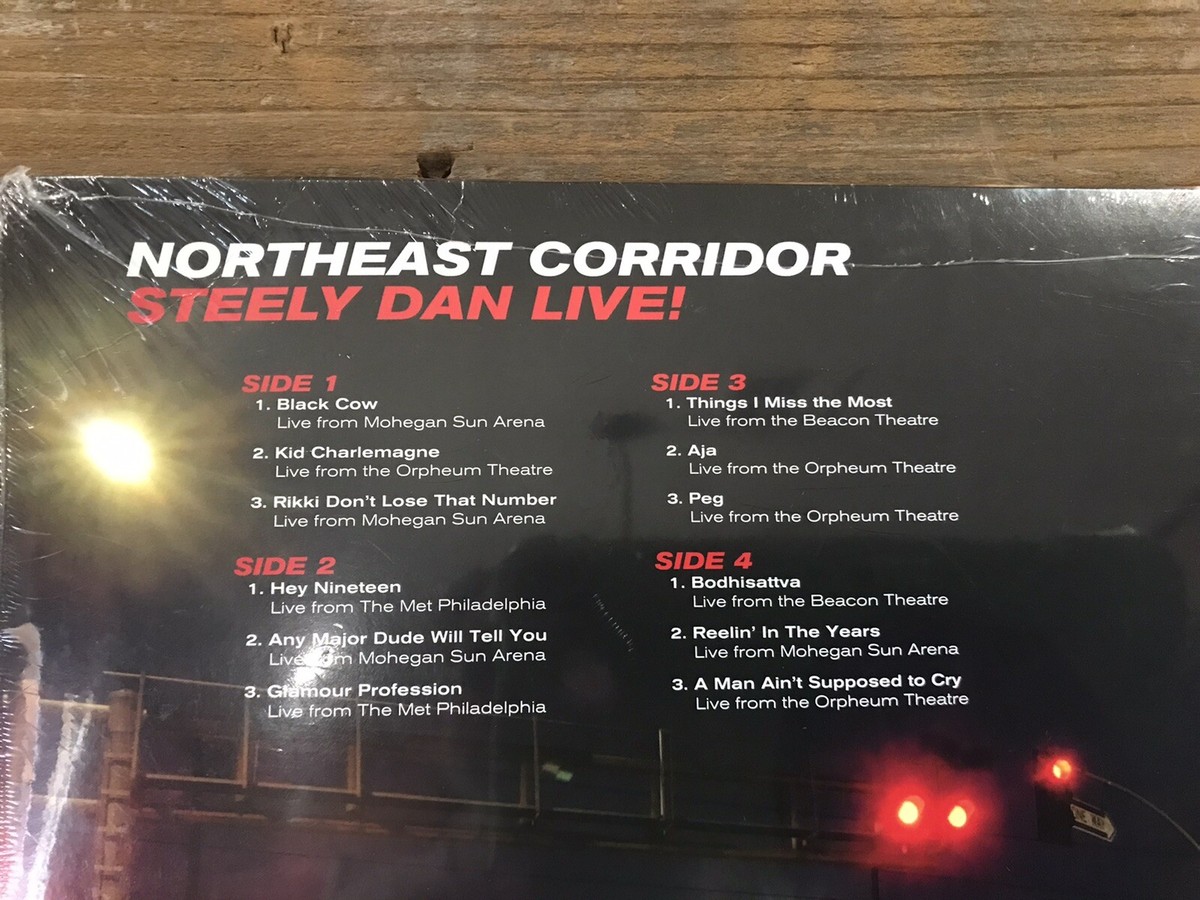 NORTHEAST CORRIDOR
STEELY DAN LIVE!
SIDE 1
1. Black Cow
Live from Mohegan Sun Arena
2. Kid Charlemagne
Live from the Orpheum Theatre
3. Rikki Don't Lose That Number
Live from Mohegan Sun Arena
SIDE 2
1. Hey Nineteen
Live from The Met Philadelphia
2. Any Major Dude Will Tell You
Live from Mohegan Sun Arena
3. Glamour Profession
Live from The Met Philadelphia
SIDE 3
1. Things I Miss the Most
Live from the Beacon Theatre
2. Aja
Live from the Orpheum Theatre
3. Peg
Live from the Orpheum Theatre
SIDE 4
1. Bodhisattva
Live from the Beacon Theatre
2. Reelin' In The Years
Live from Mohegan Sun Arena
3. A Man Ain't Supposed to Cry
Live from the Orpheum Theatre
ONE WAY